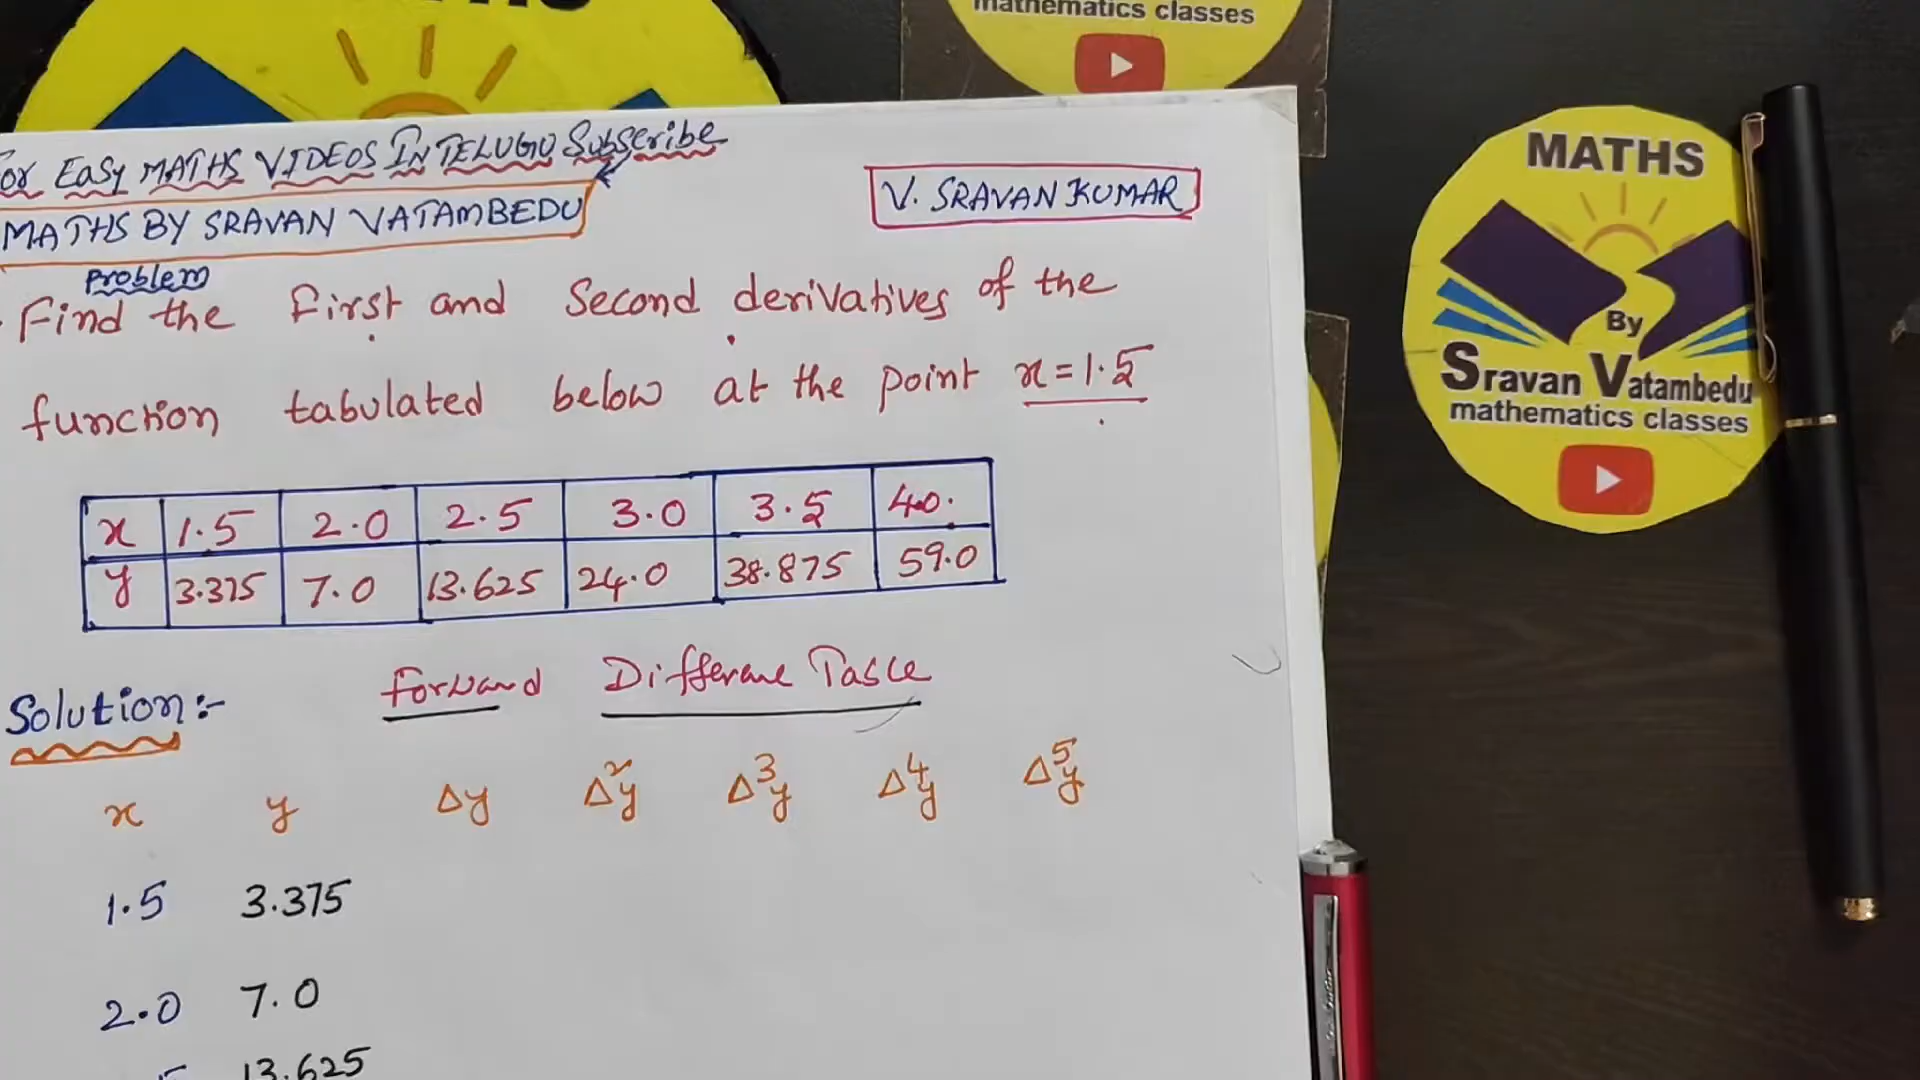 mathematics classes
For EASY MATHS VIDEOS IN TELUGU Subscribe
MATHS BY SRAVAN VATAMBEDU
V. SRAVAN KUMAR
Problem
Find the first and Second derivatives of the
function tabulated below at the point x = 1.5
x 1.5 2.0 2.5 3.0 3.5 4.0.
y 3.375 7.0 13.625 24.0 38.875 59.0
Solution:-
Forward Difference Table
x y Δy Δ²y Δ³y Δ⁴y Δ⁵y
1.5 3.375
2.0 7.0
13.625
MATHS
By
Sravan Vatambedu
mathematics classes